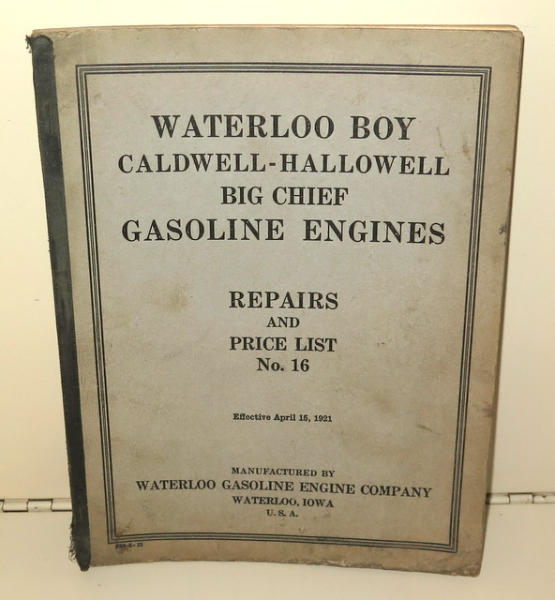 WATERLOO BOY
CALDWELL-HALLOWELL
BIG CHIEF
GASOLINE ENGINES
REPAIRS
AND
PRICE LIST
No. 16
Effective April 15, 1921
MANUFACTURED BY
WATERLOO GASOLINE ENGINE COMPANY
WATERLOO, IOWA
U. S. A.